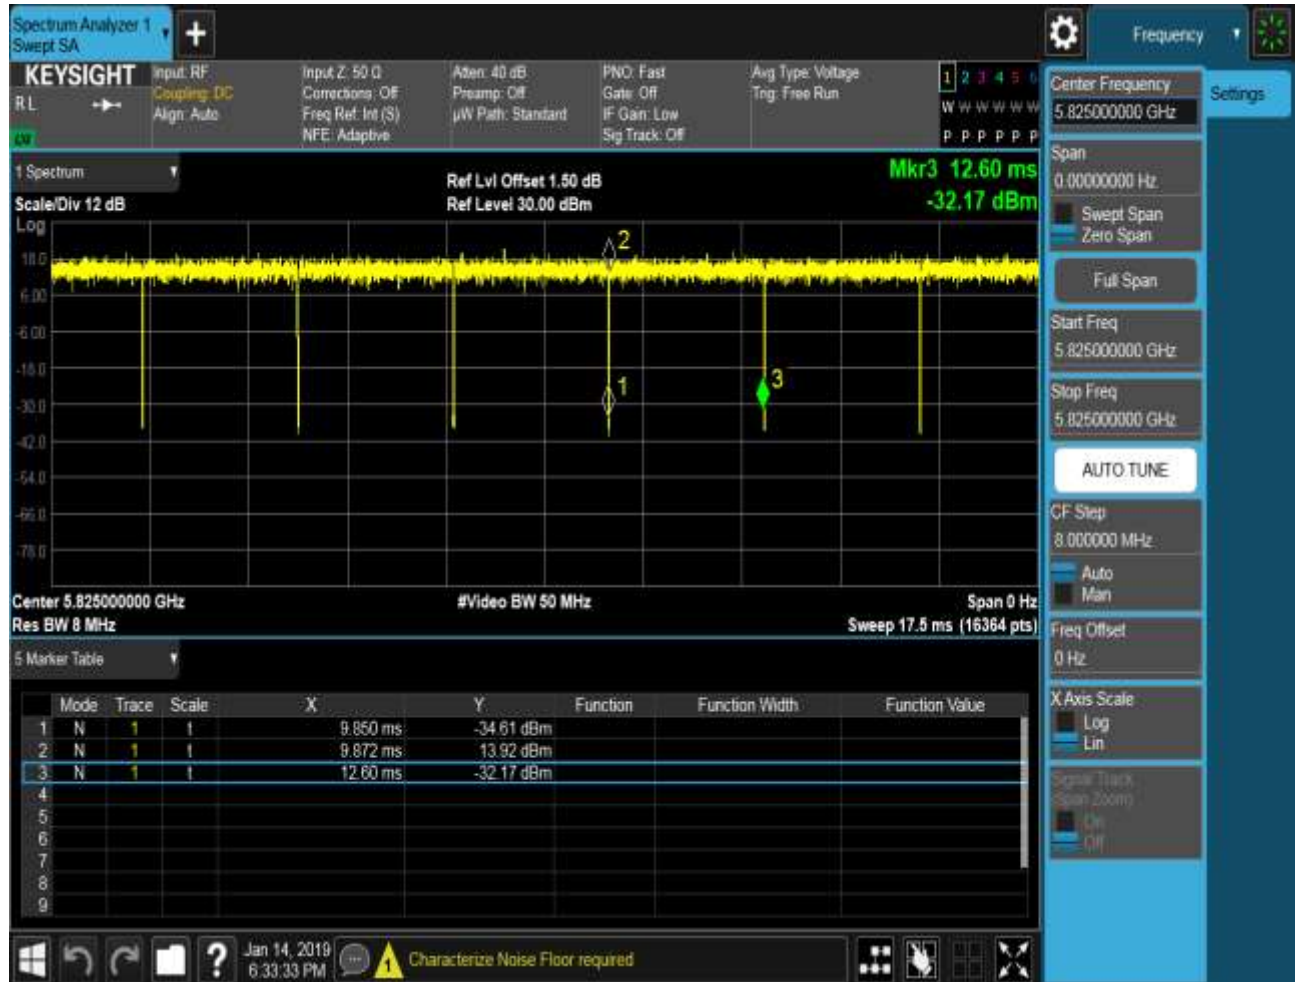 Spectrum Analyzer 1
Swept SA
+
Frequency
KEYSIGHT
RL
Input: RF
Coupling: DC
Align: Auto
Input Z: 50 Ω
Corrections: Off
Freq Ref: Int (S)
NFE: Adaptive
Atten: 40 dB
Preamp: Off
µW Path: Standard
PNO: Fast
Gate: Off
IF Gain: Low
Sig Track: Off
Avg Type: Voltage
Trig: Free Run
1 2 3 4 5 6
W W W W W W
P P P P P P
Center Frequency
5.825000000 GHz
Settings
Span
0.00000000 Hz
Swept Span
Zero Span
Full Span
Start Freq
5.825000000 GHz
Stop Freq
5.825000000 GHz
AUTO TUNE
CF Step
8.000000 MHz
Auto
Man
Freq Offset
0 Hz
X Axis Scale
Log
Lin
Signal Track
(Span Zoom)
On
Off
1 Spectrum
Ref Lvl Offset 1.50 dB
Mkr3 12.60 ms
Scale/Div 12 dB
Ref Level 30.00 dBm
-32.17 dBm
Log
18.0
6.00
-6.00
-18.0
-30.0
-42.0
-54.0
-66.0
-78.0
2
1
3
Center 5.825000000 GHz
#Video BW 50 MHz
Span 0 Hz
Res BW 8 MHz
Sweep 17.5 ms (16364 pts)
5 Marker Table
Mode Trace Scale X Y Function Function Width Function Value
1 N 1 t 9.850 ms -34.61 dBm
2 N 1 t 9.872 ms 13.92 dBm
3 N 1 t 12.60 ms -32.17 dBm
4
5
6
7
8
9
?
Jan 14, 2019
6:33:33 PM
1
Characterize Noise Floor required